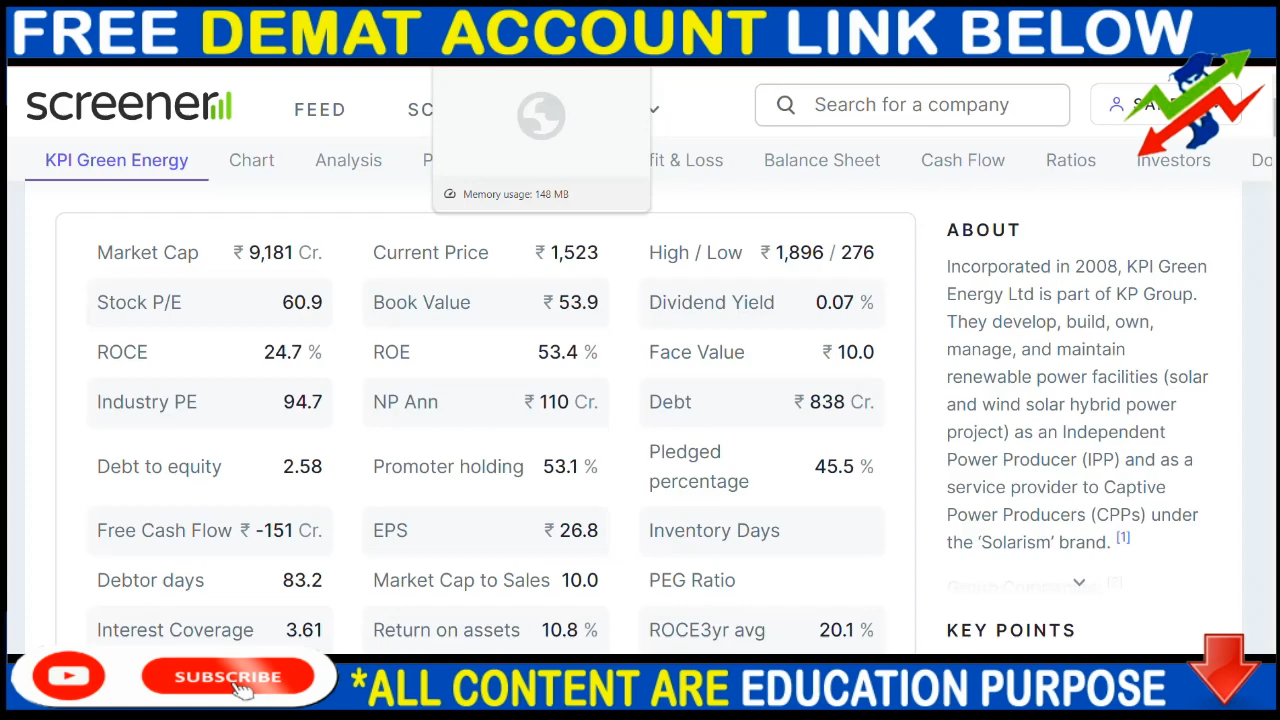 FREE DEMAT ACCOUNT LINK BELOW
screener
FEED
SC
Search for a company
KPI Green Energy
Chart
Analysis
P
fit & Loss
Balance Sheet
Cash Flow
Ratios
Investors
Do
Memory usage: 148 MB
Market Cap ₹ 9,181 Cr.
Current Price ₹ 1,523
High / Low ₹ 1,896 / 276
Stock P/E 60.9
Book Value ₹ 53.9
Dividend Yield 0.07 %
ROCE 24.7 %
ROE 53.4 %
Face Value ₹ 10.0
Industry PE 94.7
NP Ann ₹ 110 Cr.
Debt ₹ 838 Cr.
Debt to equity 2.58
Promoter holding 53.1 %
Pledged
percentage 45.5 %
Free Cash Flow ₹ -151 Cr.
EPS ₹ 26.8
Inventory Days
Debtor days 83.2
Market Cap to Sales 10.0
PEG Ratio
Interest Coverage 3.61
Return on assets 10.8 %
ROCE3yr avg 20.1 %
ABOUT
Incorporated in 2008, KPI Green
Energy Ltd is part of KP Group.
They develop, build, own,
manage, and maintain
renewable power facilities (solar
and wind solar hybrid power
project) as an Independent
Power Producer (IPP) and as a
service provider to Captive
Power Producers (CPPs) under
the ‘Solarism’ brand. [1]
KEY POINTS
SUBSCRIBE
*ALL CONTENT ARE EDUCATION PURPOSE